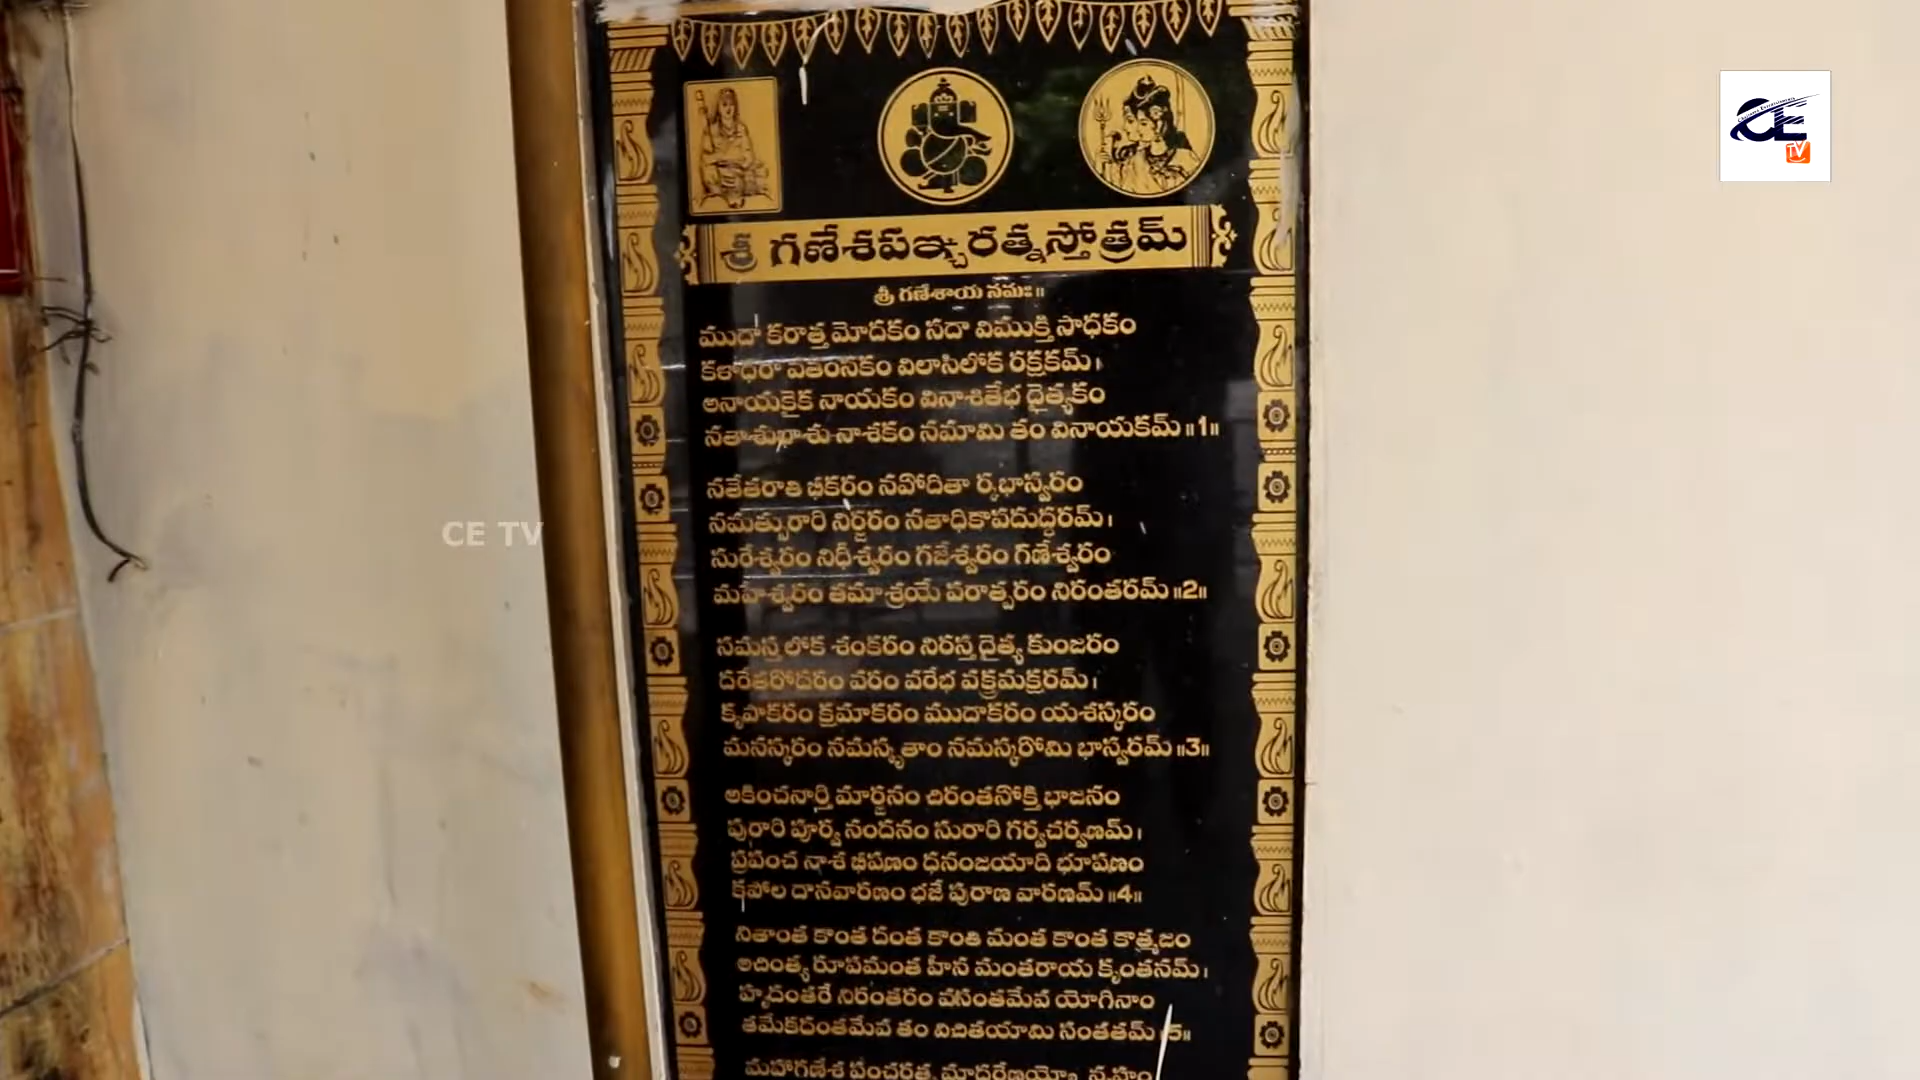 CE
TV
శ్రీ గణేశపఞ్చరత్నస్తోత్రమ్
శ్రీ గణేశాయ నమః॥
ముదా కరాత్త మోదకం సదా విముక్తి సాధకం
కళాధరా వతంసకం విలాసిలోక రక్షకమ్।
అనాయకైక నాయకం వినాశితేభ దైత్యకం
నతాశుభాశు నాశకం నమామి తం వినాయకమ్ ॥1॥
నతేతరాతి భీకరం నవోదితా ర్కభాస్వరం
నమత్సురారి నిర్జరం నతాధికాపదుద్ధరమ్।
సురేశ్వరం నిధీశ్వరం గజేశ్వరం గణేశ్వరం
మహేశ్వరం తమాశ్రయే పరాత్పరం నిరంతరమ్ ॥2॥
CE TV
సమస్త లోక శంకరం నిరస్త దైత్య కుంజరం
దరేతరోదరం వరం వరేభ వక్త్రమక్షరమ్।
కృపాకరం క్షమాకరం ముదాకరం యశస్కరం
మనస్కరం నమస్కృతాం నమస్కరోమి భాస్వరమ్ ॥3॥
అకించనార్తి మార్జనం చిరంతనోక్తి భాజనం
పురారి పూర్వ నందనం సురారి గర్వచర్వణమ్।
ప్రపంచ నాశ భీషణం ధనంజయాది భూషణం
కపోల దానవారణం భజే పురాణ వారణమ్ ॥4॥
నితాంత కాంత దంత కాంతి మంత కాంత కాత్మజం
అచింత్య రూపమంత హీన మంతరాయ కృంతనమ్।
హృదంతరే నిరంతరం వసంతమేవ యోగినాం
తమేకదంతమేవ తం విచితయామి సంతతమ్ ॥5॥
మహాగణేశ పంచరత్న